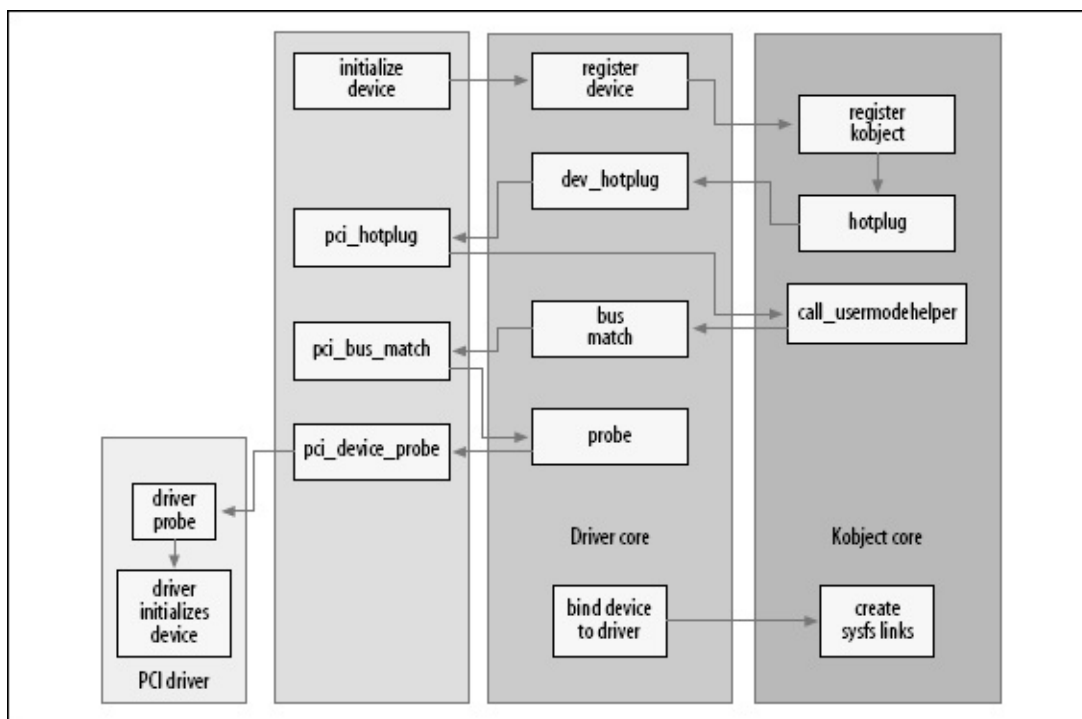 initialize
device
register
device
register
kobject
dev_hotplug
hotplug
pci_hotplug
call_usermodehelper
bus
match
pci_bus_match
probe
pci_device_probe
driver
probe
Driver core
Kobject core
driver
initializes
device
bind device
to driver
create
sysfs links
PCI driver